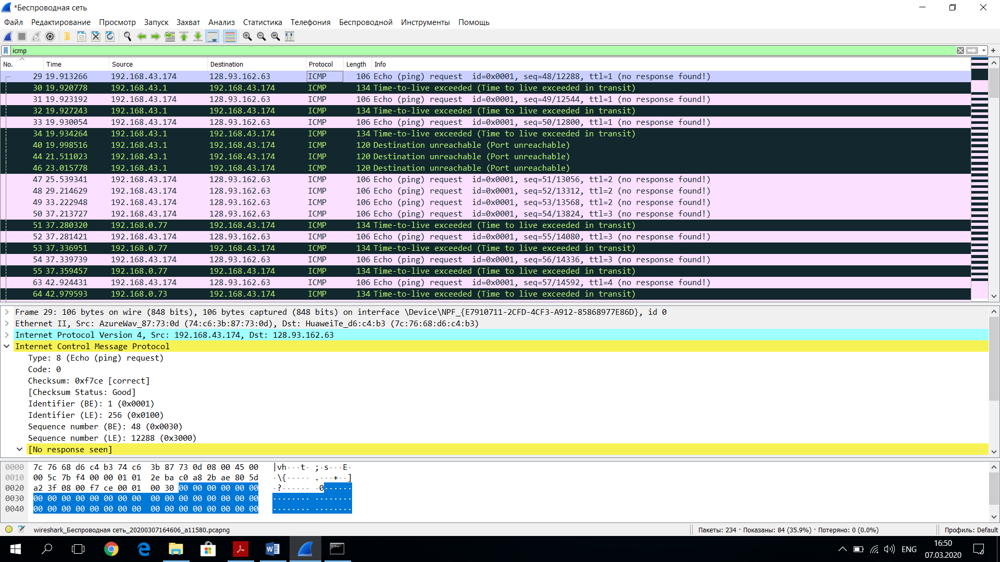 *Беспроводная сеть
Файл Редактирование Просмотр Запуск Захват Анализ Статистика Телефония Беспроводной Инструменты Помощь
icmp
No. Time Source Destination Protocol Length Info
29 19.913266 192.168.43.174 128.93.162.63 ICMP 106 Echo (ping) request id=0x0001, seq=48/12288, ttl=1 (no response found!)
30 19.920778 192.168.43.1 192.168.43.174 ICMP 134 Time-to-live exceeded (Time to live exceeded in transit)
31 19.923192 192.168.43.174 128.93.162.63 ICMP 106 Echo (ping) request id=0x0001, seq=49/12544, ttl=1 (no response found!)
32 19.927243 192.168.43.1 192.168.43.174 ICMP 134 Time-to-live exceeded (Time to live exceeded in transit)
33 19.930054 192.168.43.174 128.93.162.63 ICMP 106 Echo (ping) request id=0x0001, seq=50/12800, ttl=1 (no response found!)
34 19.934264 192.168.43.1 192.168.43.174 ICMP 134 Time-to-live exceeded (Time to live exceeded in transit)
40 19.998516 192.168.43.1 192.168.43.174 ICMP 120 Destination unreachable (Port unreachable)
44 21.511023 192.168.43.1 192.168.43.174 ICMP 120 Destination unreachable (Port unreachable)
46 23.015778 192.168.43.1 192.168.43.174 ICMP 120 Destination unreachable (Port unreachable)
47 25.539341 192.168.43.174 128.93.162.63 ICMP 106 Echo (ping) request id=0x0001, seq=51/13056, ttl=2 (no response found!)
48 29.214629 192.168.43.174 128.93.162.63 ICMP 106 Echo (ping) request id=0x0001, seq=52/13312, ttl=2 (no response found!)
49 33.222948 192.168.43.174 128.93.162.63 ICMP 106 Echo (ping) request id=0x0001, seq=53/13568, ttl=2 (no response found!)
50 37.213727 192.168.43.174 128.93.162.63 ICMP 106 Echo (ping) request id=0x0001, seq=54/13824, ttl=3 (no response found!)
51 37.280320 192.168.0.77 192.168.43.174 ICMP 134 Time-to-live exceeded (Time to live exceeded in transit)
52 37.281421 192.168.43.174 128.93.162.63 ICMP 106 Echo (ping) request id=0x0001, seq=55/14080, ttl=3 (no response found!)
53 37.336951 192.168.0.77 192.168.43.174 ICMP 134 Time-to-live exceeded (Time to live exceeded in transit)
54 37.339739 192.168.43.174 128.93.162.63 ICMP 106 Echo (ping) request id=0x0001, seq=56/14336, ttl=3 (no response found!)
55 37.359457 192.168.0.77 192.168.43.174 ICMP 134 Time-to-live exceeded (Time to live exceeded in transit)
63 42.924431 192.168.43.174 128.93.162.63 ICMP 106 Echo (ping) request id=0x0001, seq=57/14592, ttl=4 (no response found!)
64 42.979593 192.168.0.73 192.168.43.174 ICMP 134 Time-to-live exceeded (Time to live exceeded in transit)
Frame 29: 106 bytes on wire (848 bits), 106 bytes captured (848 bits) on interface \Device\NPF_{E7910711-2CFD-4CF3-A912-85868977E86D}, id 0
Ethernet II, Src: AzureWav_87:73:0d (74:c6:3b:87:73:0d), Dst: HuaweiTe_d6:c4:b3 (7c:76:68:d6:c4:b3)
Internet Protocol Version 4, Src: 192.168.43.174, Dst: 128.93.162.63
Internet Control Message Protocol
Type: 8 (Echo (ping) request)
Code: 0
Checksum: 0xf7ce [correct]
[Checksum Status: Good]
Identifier (BE): 1 (0x0001)
Identifier (LE): 256 (0x0100)
Sequence number (BE): 48 (0x0030)
Sequence number (LE): 12288 (0x3000)
[No response seen]
0000 7c 76 68 d6 c4 b3 74 c6 3b 87 73 0d 08 00 45 00 |vh···t· ;·s···E·
0010 00 5c 7b f4 00 00 01 01 2e ba c0 a8 2b ae 80 5d ·\{····· .···+··]
0020 a2 3f 08 00 f7 ce 00 01 00 30 00 00 00 00 00 00 ·?······ ·0······
0030 00 00 00 00 00 00 00 00 00 00 00 00 00 00 00 00 ········ ········
0040 00 00 00 00 00 00 00 00 00 00 00 00 00 00 00 00 ········ ········
wireshark_Беспроводная сеть_20200307164606_a11580.pcapng Пакеты: 234 · Показаны: 84 (35.9%) · Потеряно: 0 (0.0%) Профиль: Default
ENG 16:50
07.03.2020